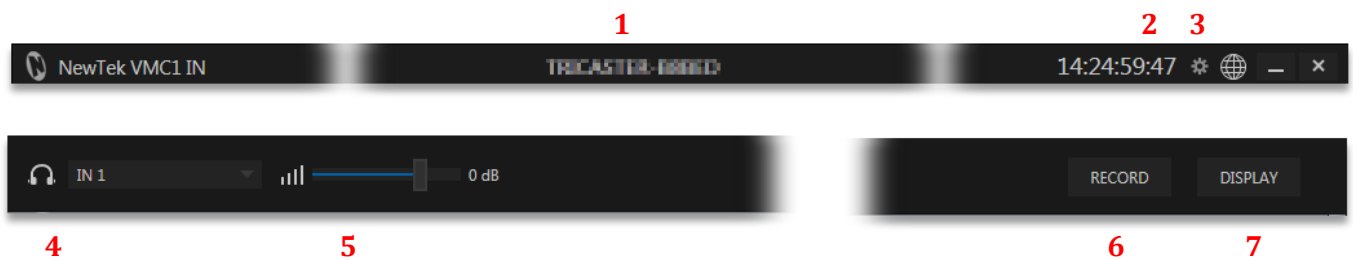 1 2 3
NewTek VMC1 IN 14:24:59:47
IN 1 0 dB RECORD DISPLAY
4 5 6 7